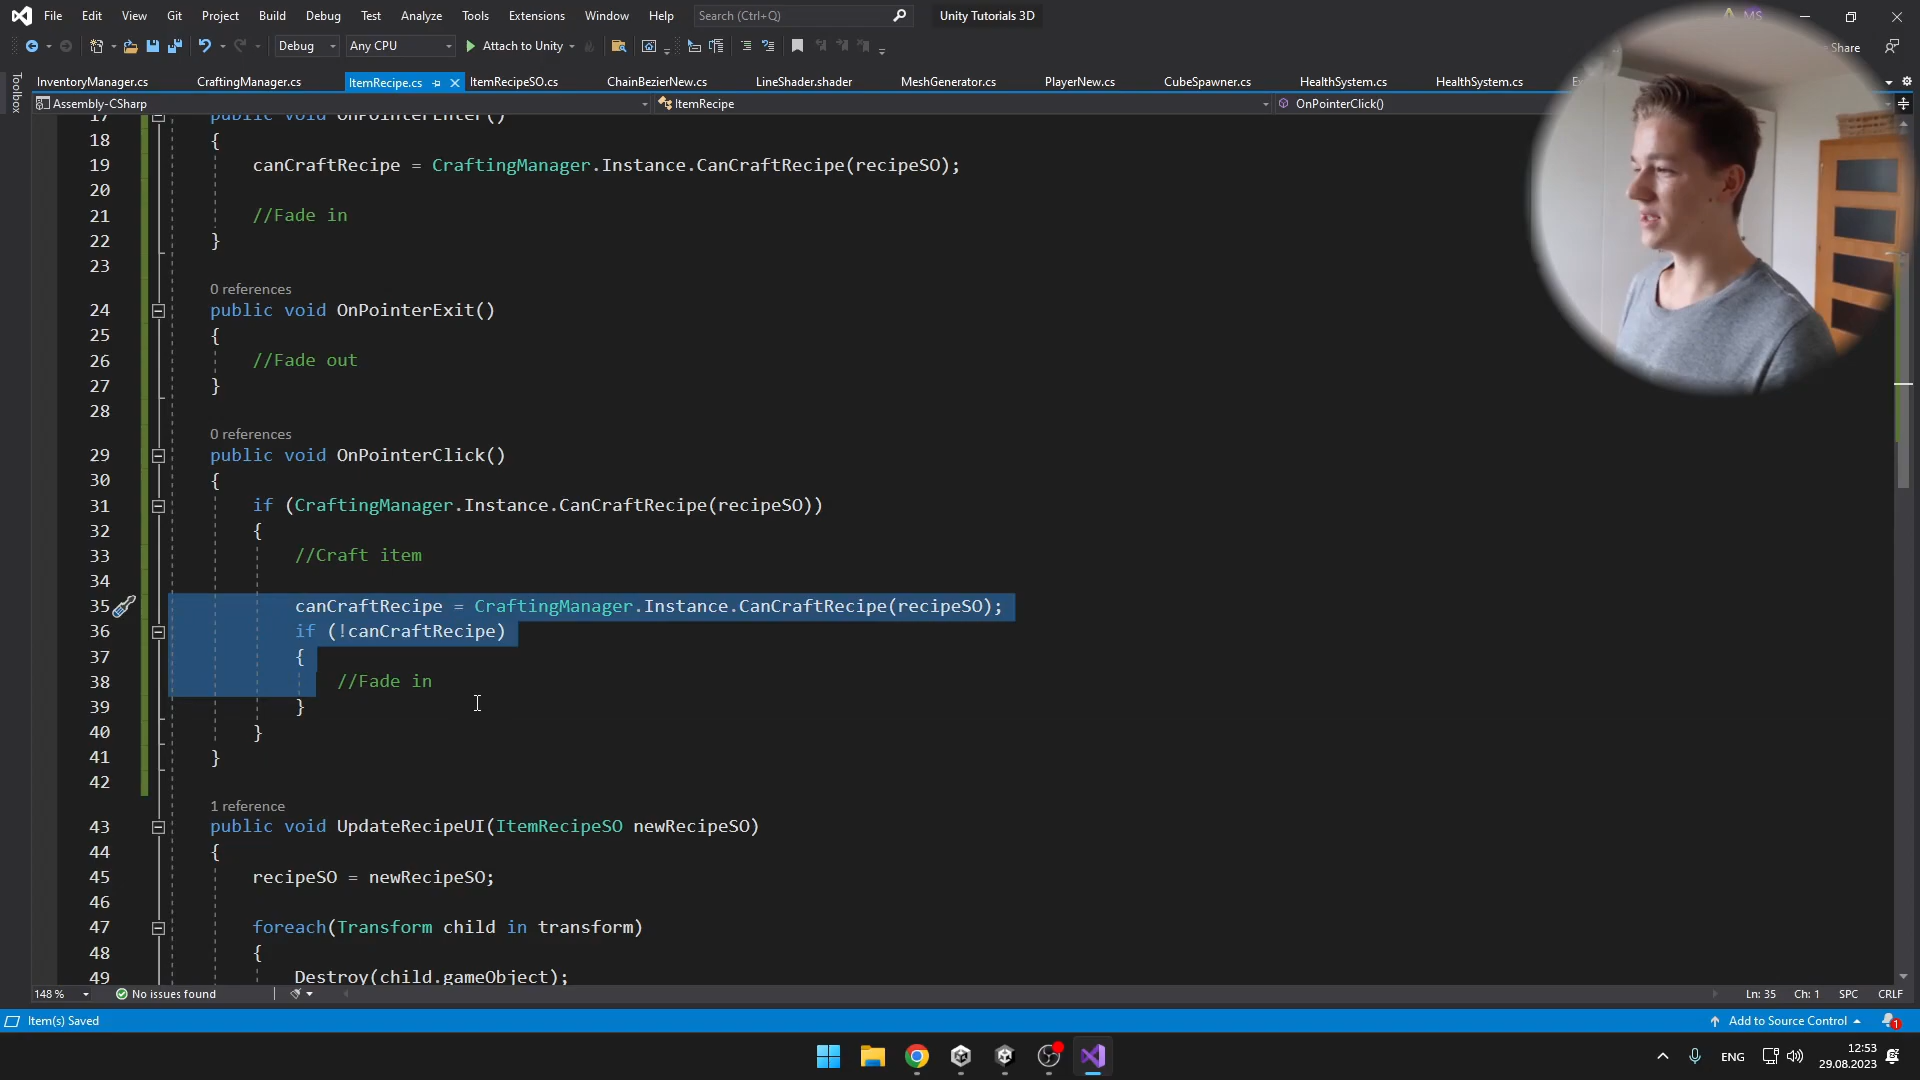 File Edit View Git Project Build Debug Test Analyze Tools Extensions Window Help Search (Ctrl+Q) Unity Tutorials 3D MS
Debug Any CPU Attach to Unity Share
InventoryManager.cs CraftingManager.cs ItemRecipe.cs ItemRecipeSO.cs ChainBezierNew.cs LineShader.shader MeshGenerator.cs PlayerNew.cs CubeSpawner.cs HealthSystem.cs HealthSystem.cs
Toolbox
Assembly-CSharp ItemRecipe OnPointerClick()
17 public void OnPointerEnter()
18 {
19 canCraftRecipe = CraftingManager.Instance.CanCraftRecipe(recipeSO);
20
21 //Fade in
22 }
23
0 references
24 public void OnPointerExit()
25 {
26 //Fade out
27 }
28
0 references
29 public void OnPointerClick()
30 {
31 if (CraftingManager.Instance.CanCraftRecipe(recipeSO))
32 {
33 //Craft item
34
35 canCraftRecipe = CraftingManager.Instance.CanCraftRecipe(recipeSO);
36 if (!canCraftRecipe)
37 {
38 //Fade in
39 }
40 }
41 }
42
1 reference
43 public void UpdateRecipeUI(ItemRecipeSO newRecipeSO)
44 {
45 recipeSO = newRecipeSO;
46
47 foreach(Transform child in transform)
48 {
49 Destroy(child.gameObject);
148 % No issues found Ln: 35 Ch: 1 SPC CRLF
Item(s) Saved Add to Source Control 1
ENG 12:53
29.08.2023